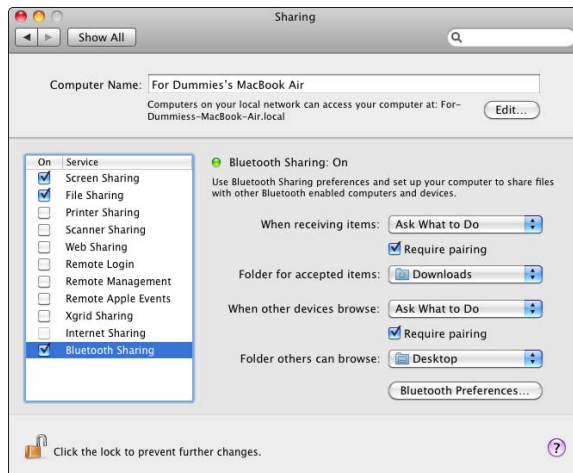 Sharing
Show All
Computer Name: For Dummies's MacBook Air
Computers on your local network can access your computer at: For-
Dummiess-MacBook-Air.local
Edit...
On Service
Screen Sharing
File Sharing
Printer Sharing
Scanner Sharing
Web Sharing
Remote Login
Remote Management
Remote Apple Events
Xgrid Sharing
Internet Sharing
Bluetooth Sharing
Bluetooth Sharing: On
Use Bluetooth Sharing preferences and set up your computer to share files
with other Bluetooth enabled computers and devices.
When receiving items: Ask What to Do
Require pairing
Folder for accepted items: Downloads
When other devices browse: Ask What to Do
Require pairing
Folder others can browse: Desktop
Bluetooth Preferences...
Click the lock to prevent further changes.
?